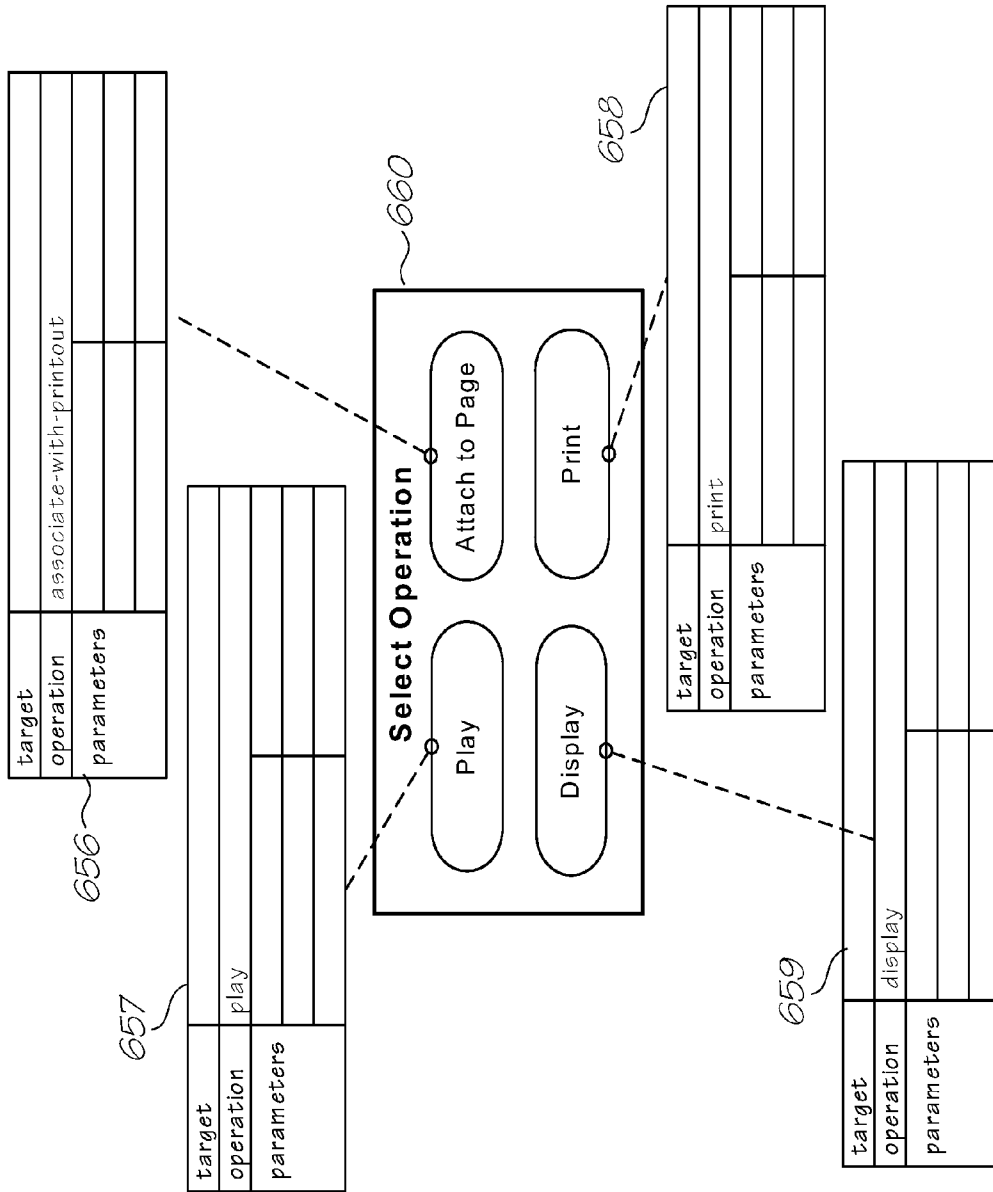 target
operation associate-with-printout
parameters
656
657
target
operation play
parameters
660
Select Operation
Play Attach to Page
Display Print
658
target
operation print
parameters
659
target
operation display
parameters